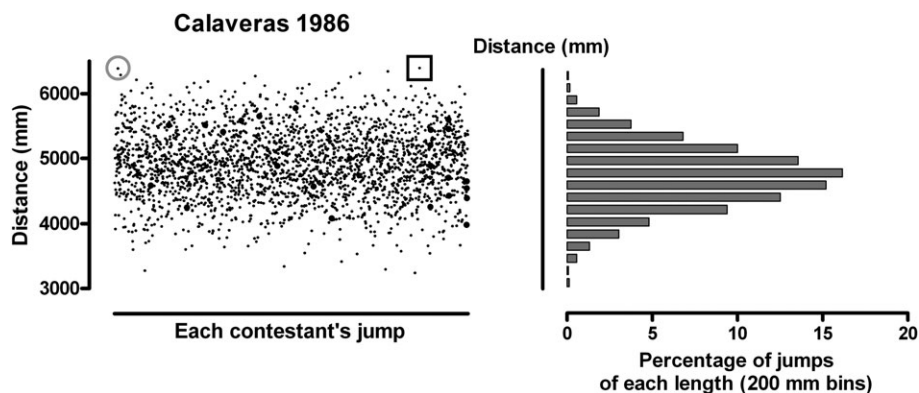 Calaveras 1986
Distance (mm)
6000
5000
4000
3000
Each contestant's jump
Distance (mm)
0 5 10 15 20
Percentage of jumps
of each length (200 mm bins)